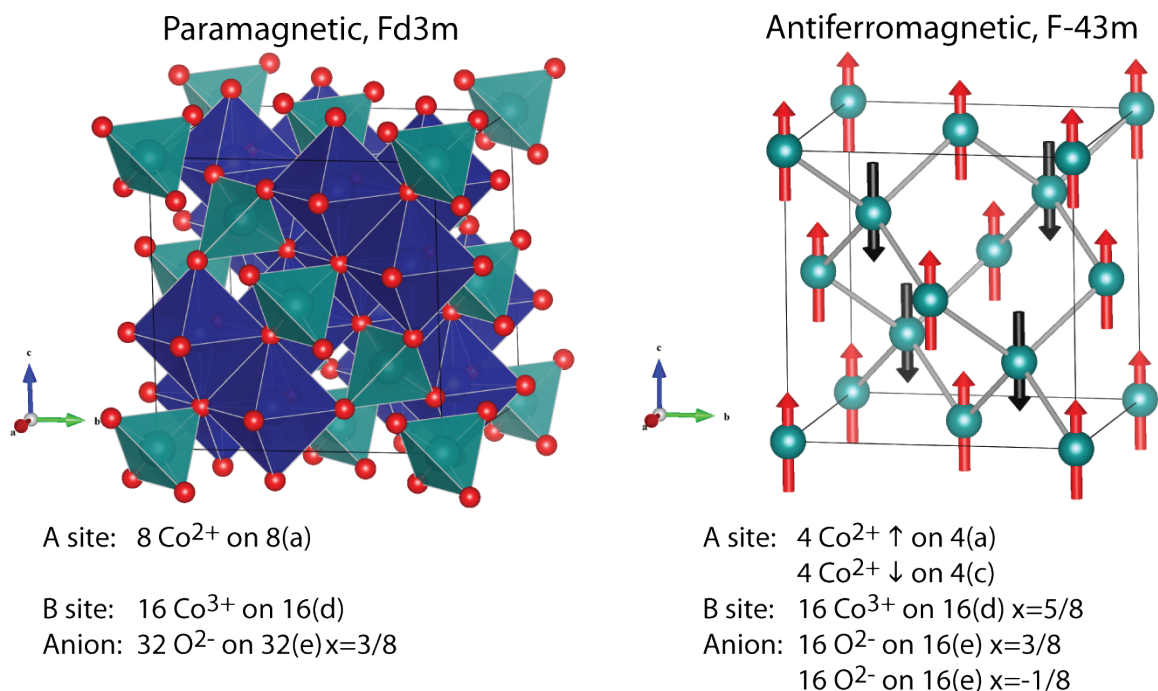 Paramagnetic, Fd3m
c
a
b
A site: 8 Co²⁺ on 8(a)
B site: 16 Co³⁺ on 16(d)
Anion: 32 O²⁻ on 32(e) x=3/8
Antiferromagnetic, F-43m
c
a
b
A site: 4 Co²⁺ ↑ on 4(a)
4 Co²⁺ ↓ on 4(c)
B site: 16 Co³⁺ on 16(d) x=5/8
Anion: 16 O²⁻ on 16(e) x=3/8
16 O²⁻ on 16(e) x=-1/8